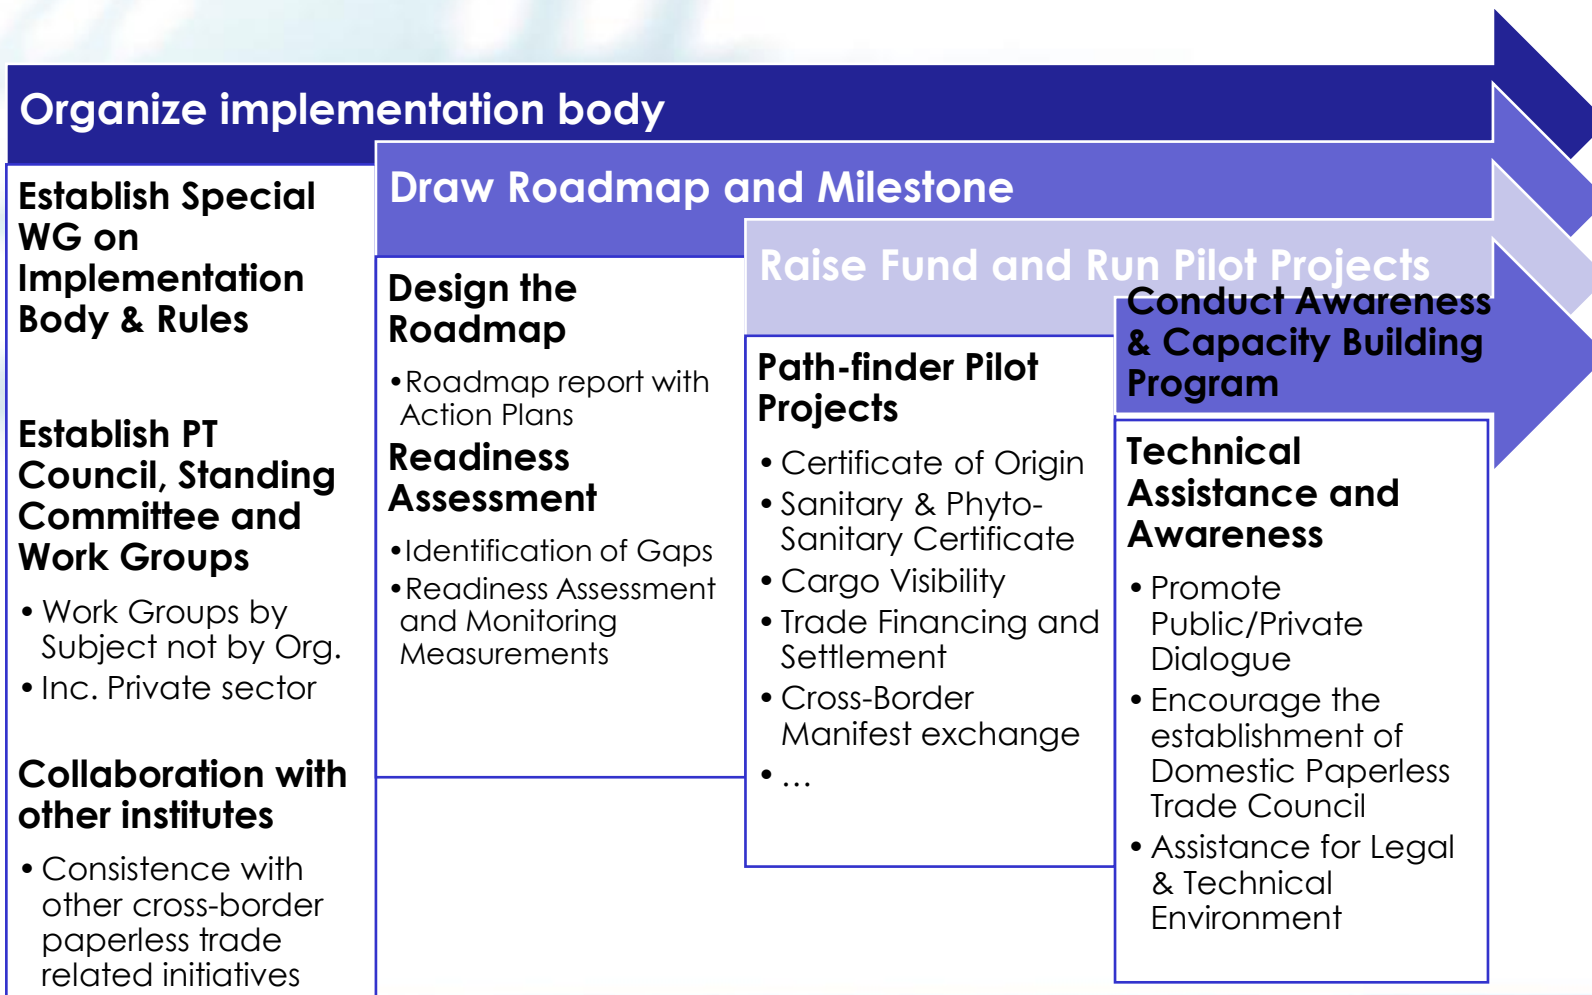 Organize implementation body
Establish Special
WG on
Implementation
Body & Rules
Establish PT
Council, Standing
Committee and
Work Groups
• Work Groups by
Subject not by Org.
• Inc. Private sector
Collaboration with
other institutes
• Consistence with
other cross-border
paperless trade
related initiatives
Draw Roadmap and Milestone
Design the
Roadmap
• Roadmap report with
Action Plans
Readiness
Assessment
• Identification of Gaps
• Readiness Assessment
and Monitoring
Measurements
Raise Fund and Run Pilot Projects
Path-finder Pilot
Projects
• Certificate of Origin
• Sanitary & Phyto-
Sanitary Certificate
• Cargo Visibility
• Trade Financing and
Settlement
• Cross-Border
Manifest exchange
• …
Conduct Awareness
& Capacity Building
Program
Technical
Assistance and
Awareness
• Promote
Public/Private
Dialogue
• Encourage the
establishment of
Domestic Paperless
Trade Council
• Assistance for Legal
& Technical
Environment